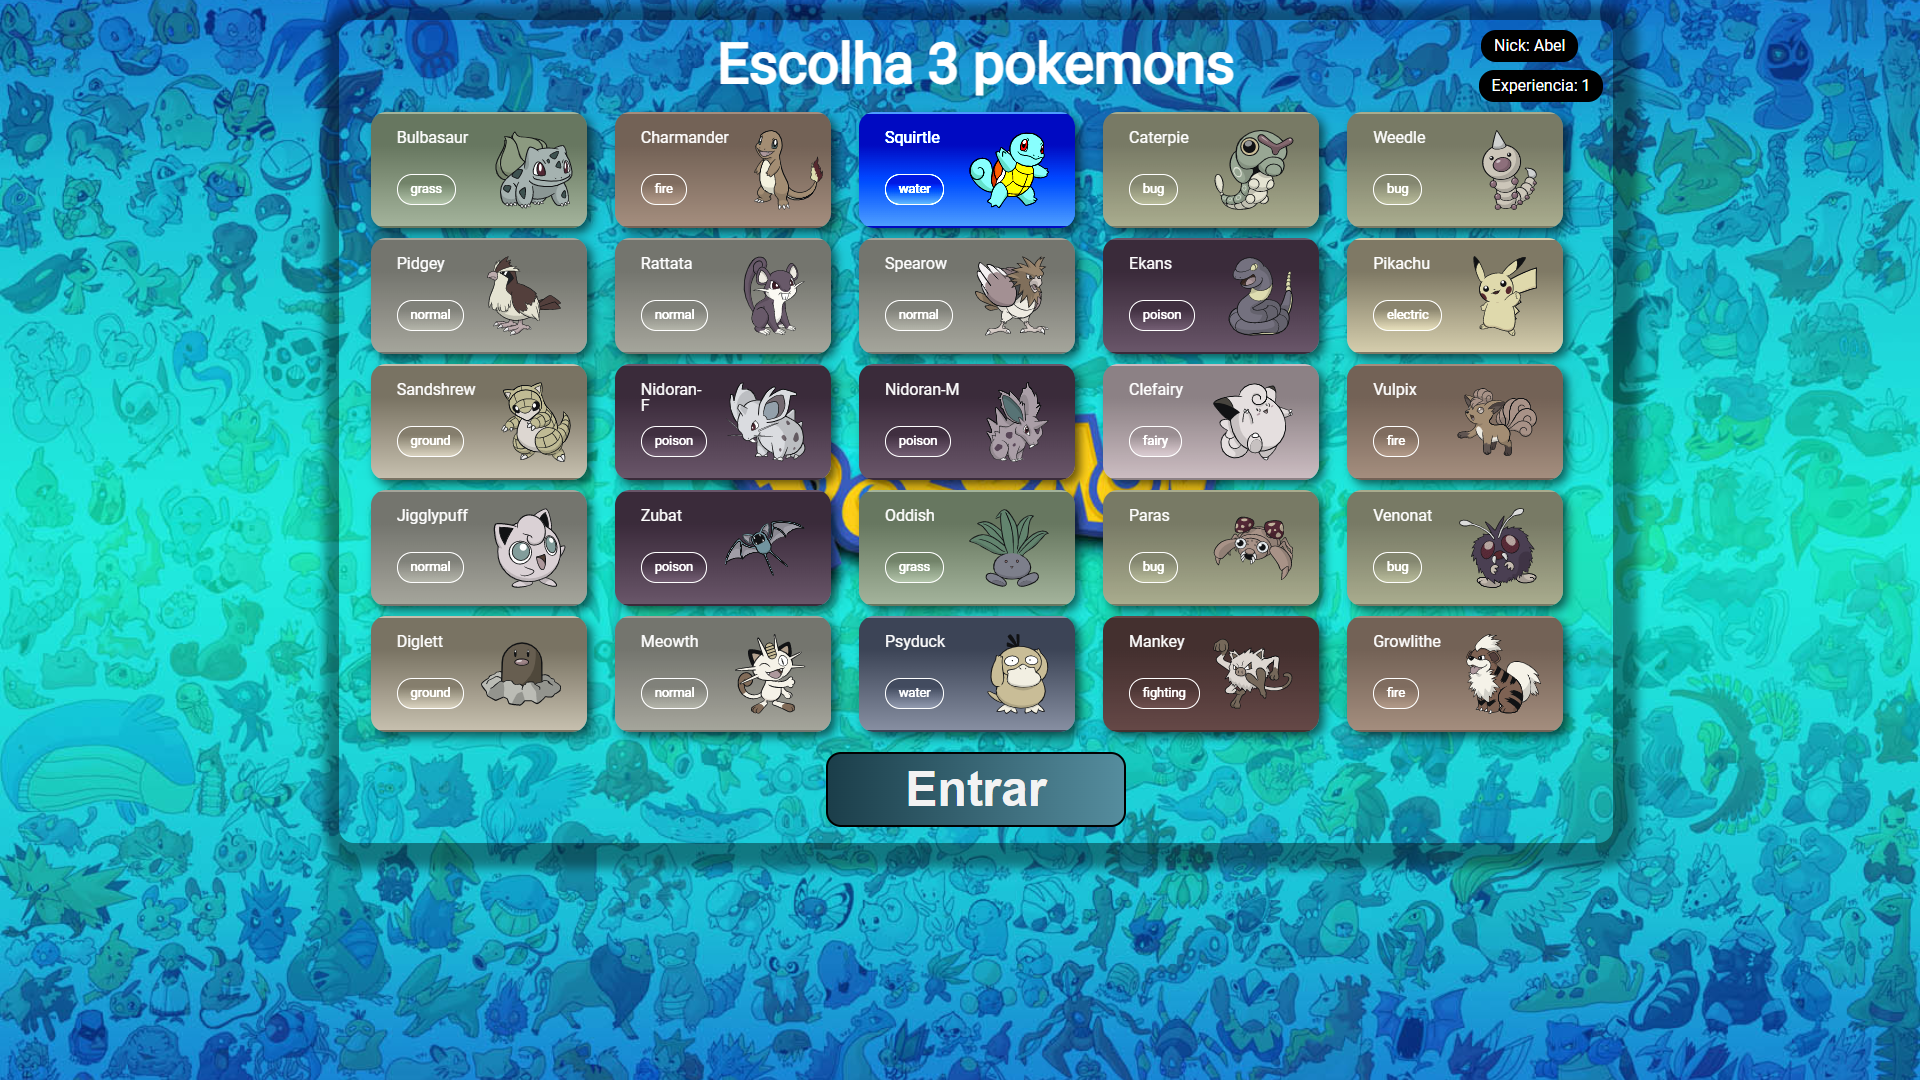 Escolha 3 pokemons
Nick: Abel
Experiencia: 1
Bulbasaur
grass
Charmander
fire
Squirtle
water
Caterpie
bug
Weedle
bug
Pidgey
normal
Rattata
normal
Spearow
normal
Ekans
poison
Pikachu
electric
Sandshrew
ground
Nidoran-
F
poison
Nidoran-M
poison
Clefairy
fairy
Vulpix
fire
Jigglypuff
normal
Zubat
poison
Oddish
grass
Paras
bug
Venonat
bug
Diglett
ground
Meowth
normal
Psyduck
water
Mankey
fighting
Growlithe
fire
Entrar